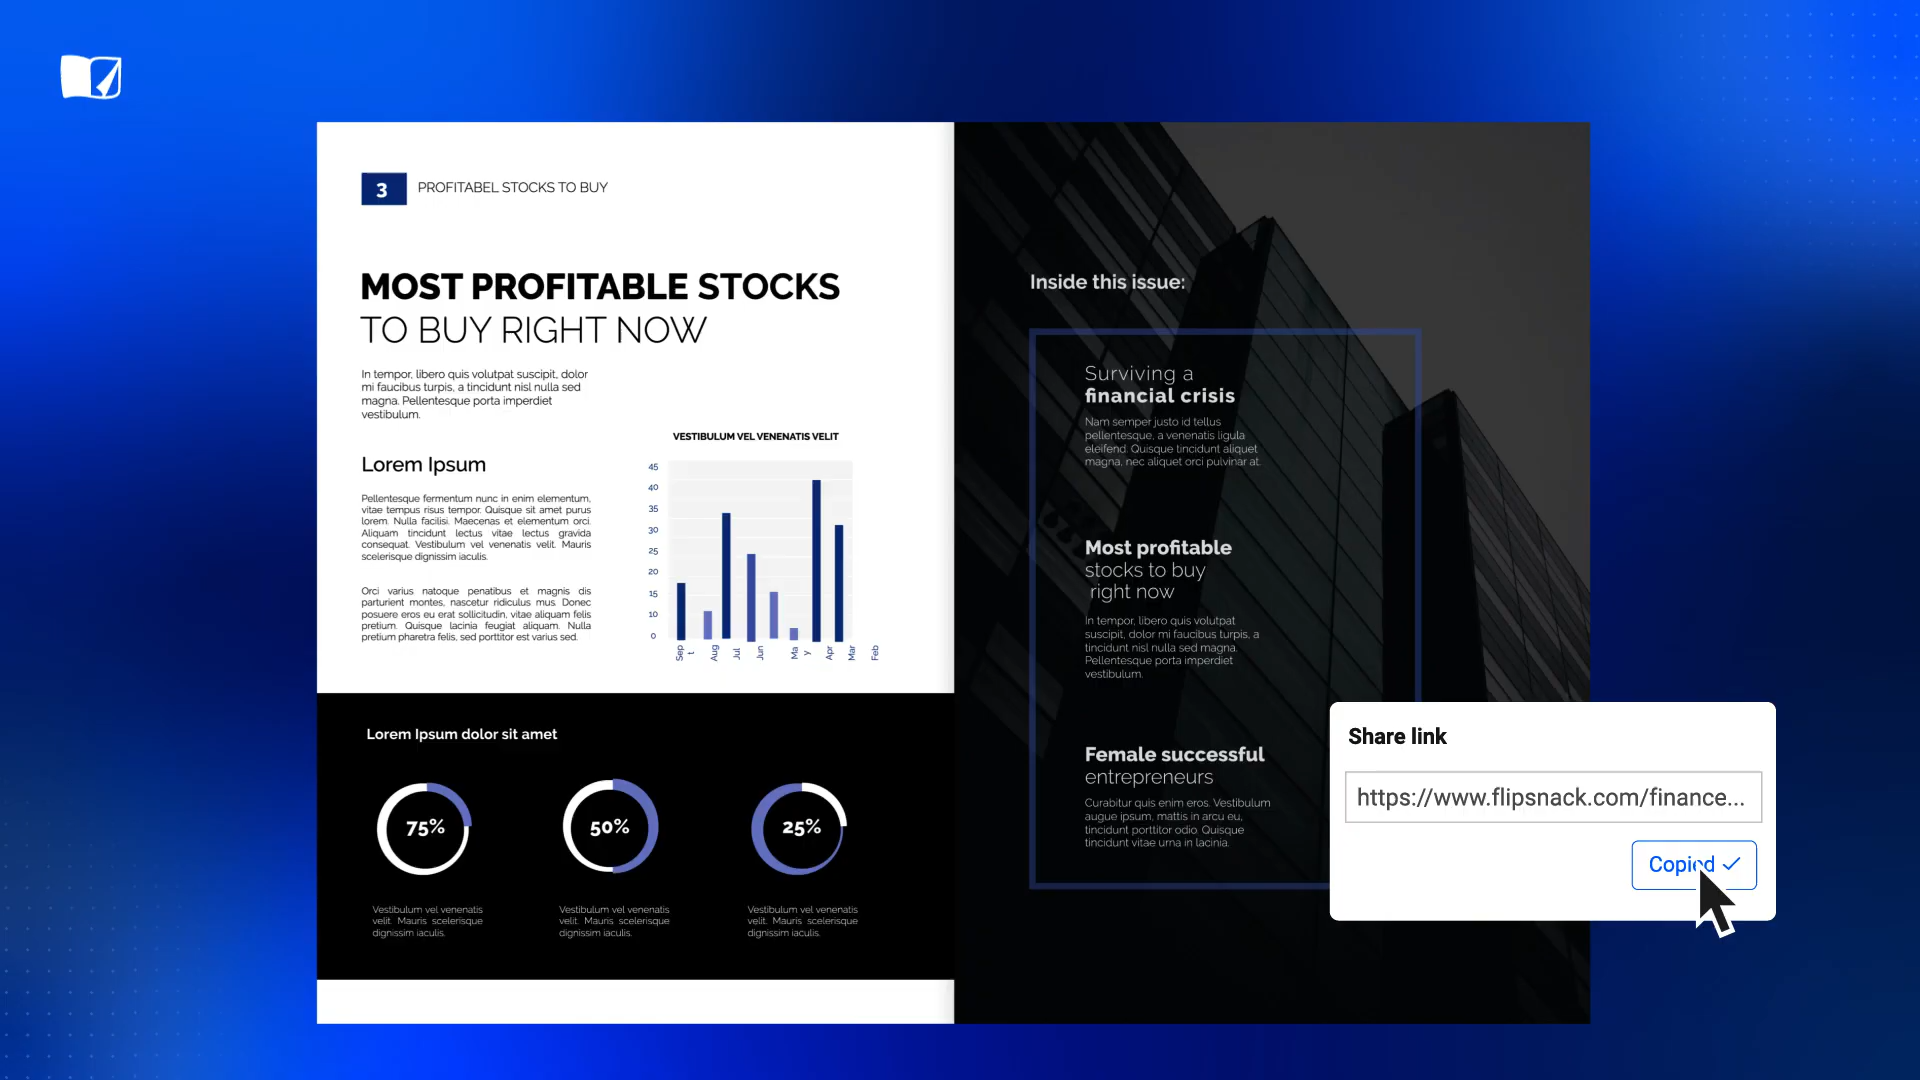 3 PROFITABEL STOCKS TO BUY
MOST PROFITABLE STOCKS
TO BUY RIGHT NOW
In tempor, libero quis volutpat suscipit, dolor
mi faucibus turpis, a tincidunt nisl nulla sed
magna. Pellentesque porta imperdiet
vestibulum.
Lorem Ipsum
Pellentesque fermentum nunc in enim elementum,
vitae tempus risus tempor. Quisque sit amet purus
lorem. Nulla facilisi. Maecenas et elementum orci.
Aliquam tincidunt lectus vitae lectus gravida
consequat. Vestibulum vel venenatis velit. Mauris
scelerisque dignissim iaculis.
Orci varius natoque penatibus et magnis dis
parturient montes, nascetur ridiculus mus. Donec
posuere eros eu erat sollicitudin, vitae aliquam felis
pretium. Quisque lacinia feugiat aliquam. Nulla
pretium pharetra felis, sed porttitor est varius sed.
VESTIBULUM VEL VENENATIS VELIT
45
40
35
30
25
20
15
10
0
Sep
t
Aug
Jul
Jun
Ma
y
Apr
Mar
Feb
Lorem Ipsum dolor sit amet
75%
50%
25%
Vestibulum vel venenatis
velit. Mauris scelerisque
dignissim iaculis.
Vestibulum vel venenatis
velit. Mauris scelerisque
dignissim iaculis.
Vestibulum vel venenatis
velit. Mauris scelerisque
dignissim iaculis.
Inside this issue:
Surviving a
financial crisis
Nam semper justo id tellus
pellentesque, a venenatis ligula
eleifend. Quisque tincidunt aliquet
magna, nec aliquet orci pulvinar at.
Most profitable
stocks to buy
right now
In tempor, libero quis volutpat
suscipit, dolor mi faucibus turpis, a
tincidunt nisl nulla sed magna.
Pellentesque porta imperdiet
vestibulum.
Female successful
entrepreneurs
Curabitur quis enim eros. Vestibulum
augue ipsum, mattis in arcu eu,
tincidunt porttitor odio. Quisque
tincidunt vitae urna in lacinia.
Share link
https://www.flipsnack.com/finance...
Copied